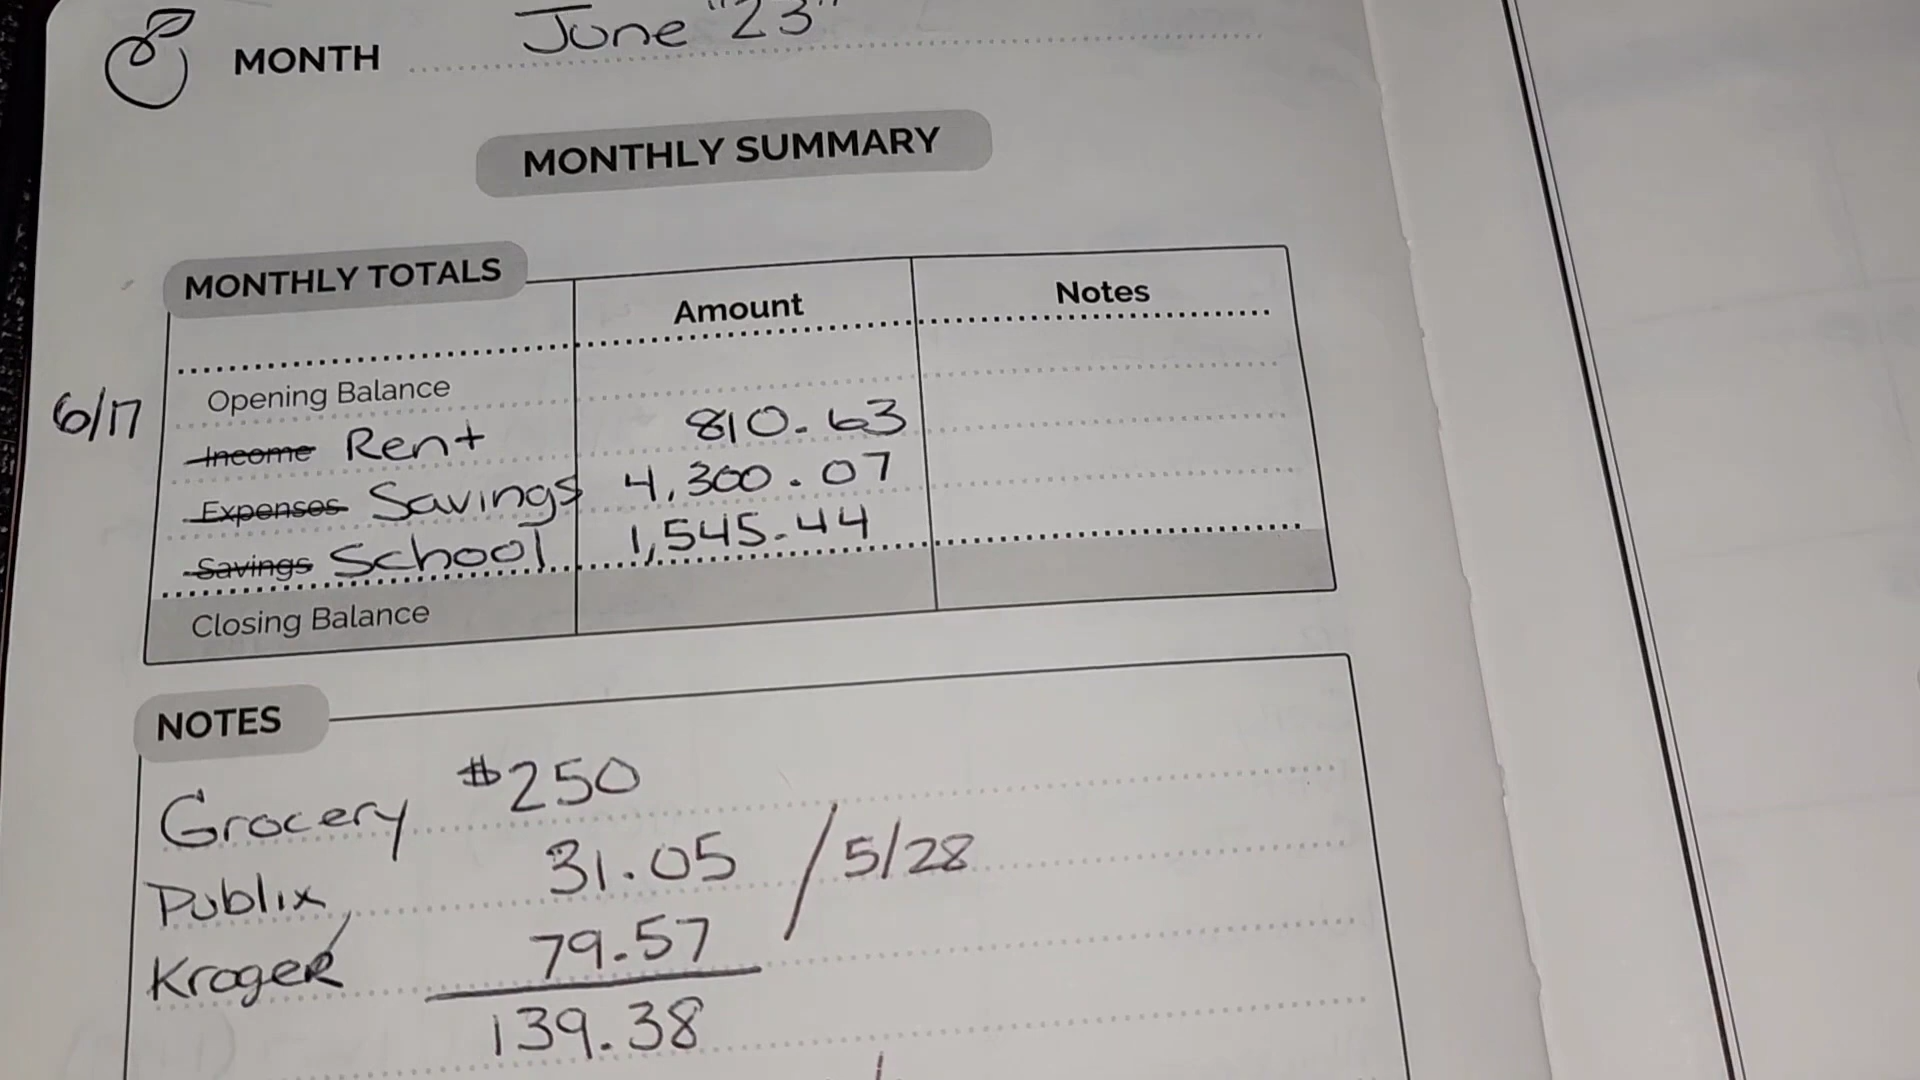 MONTH June "23"
MONTHLY SUMMARY
MONTHLY TOTALS Amount Notes
Opening Balance
6/17 Income Rent 810.63
Expenses Savings 4,300.07
Savings School 1,545.44
Closing Balance
NOTES
Grocery $250
Publix 31.05 / 5/28
Kroger 79.57
139.38